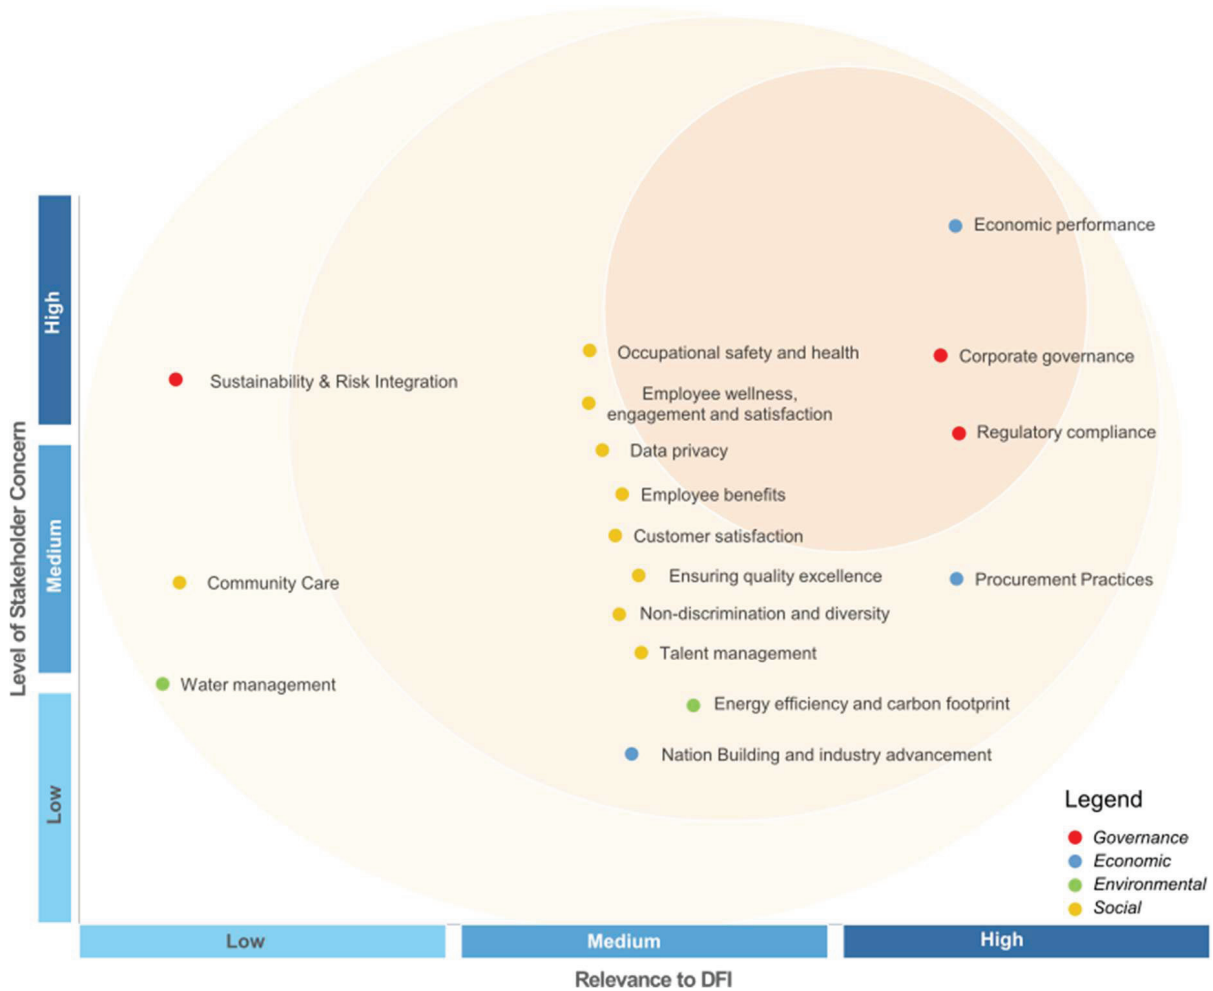 Economic performance
Occupational safety and health
Corporate governance
Sustainability & Risk Integration
Employee wellness,
engagement and satisfaction
Regulatory compliance
Data privacy
Employee benefits
Customer satisfaction
Ensuring quality excellence
Procurement Practices
Community Care
Non-discrimination and diversity
Talent management
Water management
Energy efficiency and carbon footprint
Nation Building and industry advancement
Level of Stakeholder Concern
High
Medium
Low
Legend
Governance
Economic
Environmental
Social
Low
Medium
High
Relevance to DFI